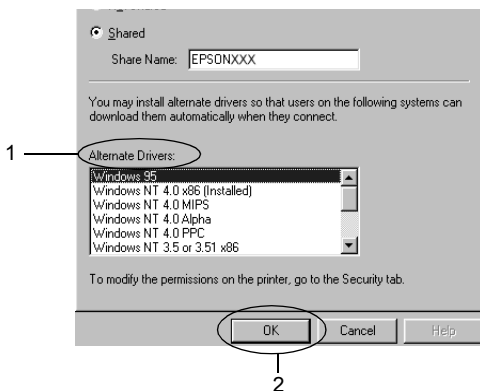 Shared
Share Name: EPSONXXX
You may install alternate drivers so that users on the following systems can
download them automatically when they connect.
1
Alternate Drivers:
Windows 95
Windows NT 4.0 x86 (Installed)
Windows NT 4.0 MIPS
Windows NT 4.0 Alpha
Windows NT 4.0 PPC
Windows NT 3.5 or 3.51 x86
To modify the permissions on the printer, go to the Security tab.
OK Cancel Help
2